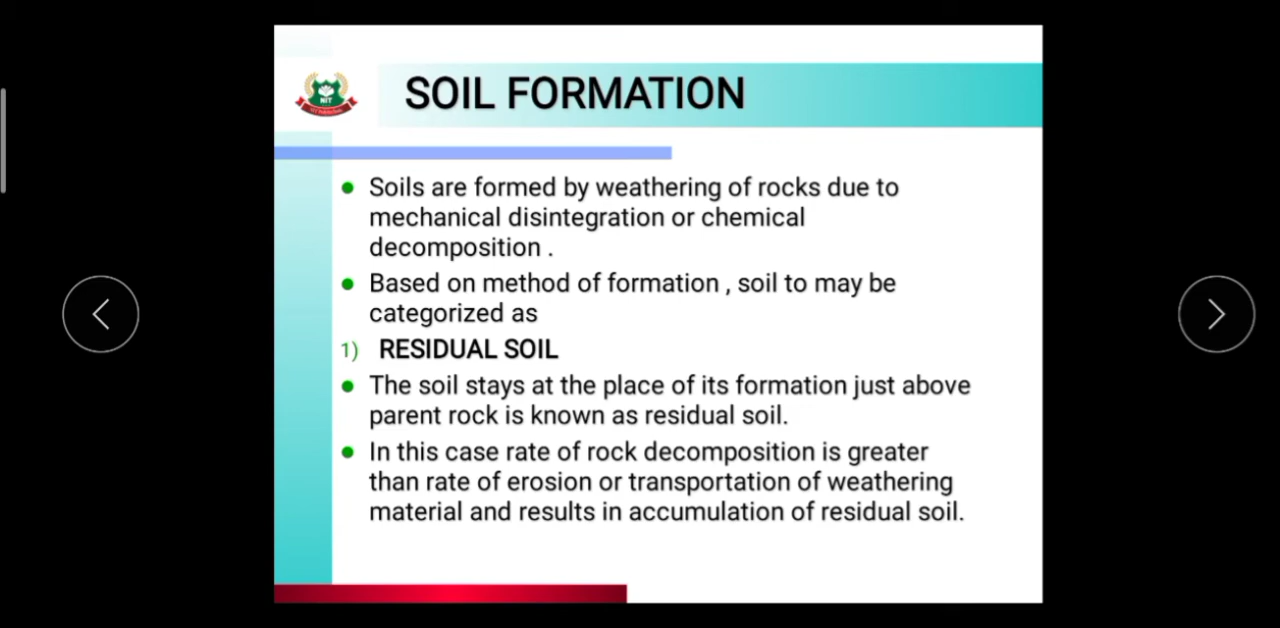 NIT
SOIL FORMATION
Soils are formed by weathering of rocks due to
mechanical disintegration or chemical
decomposition .
Based on method of formation , soil to may be
categorized as
1) RESIDUAL SOIL
The soil stays at the place of its formation just above
parent rock is known as residual soil.
In this case rate of rock decomposition is greater
than rate of erosion or transportation of weathering
material and results in accumulation of residual soil.